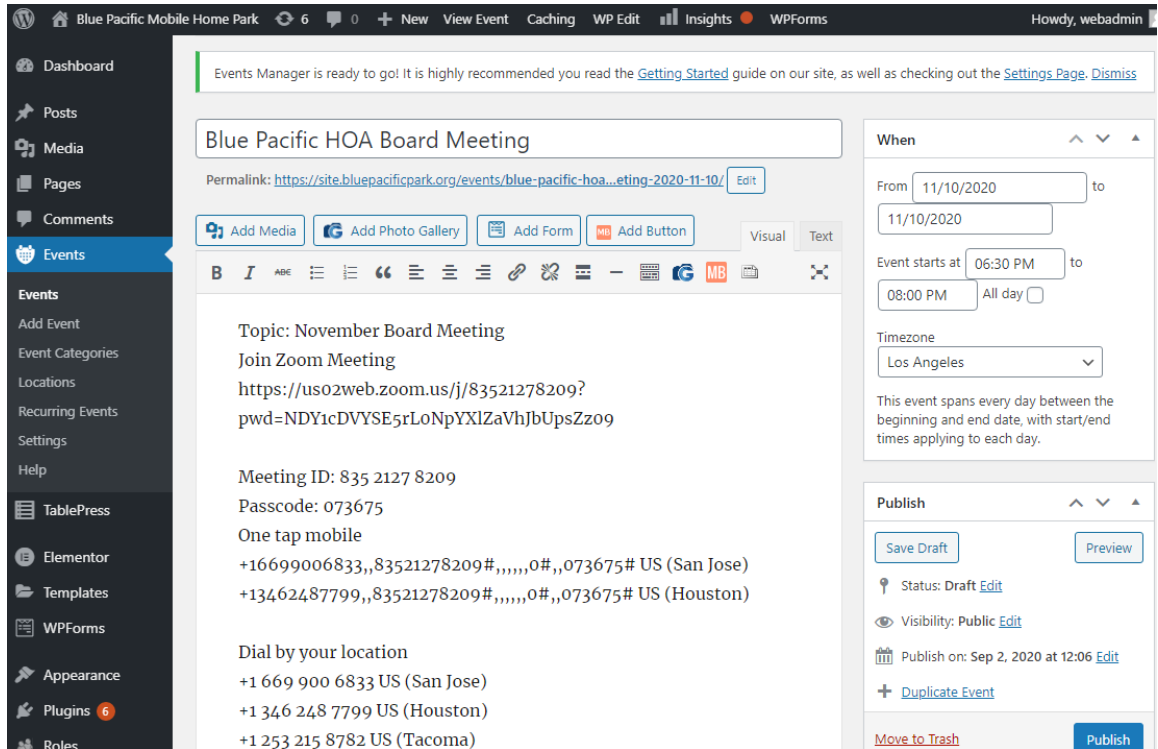 Blue Pacific Mobile Home Park 6 0 + New View Event Caching WP Edit Insights WPForms Howdy, webadmin
Dashboard
Posts
Media
Pages
Comments
Events
Events
Add Event
Event Categories
Locations
Recurring Events
Settings
Help
TablePress
Elementor
Templates
WPForms
Appearance
Plugins 6
Roles
Events Manager is ready to go! It is highly recommended you read the Getting Started guide on our site, as well as checking out the Settings Page. Dismiss
Blue Pacific HOA Board Meeting
Permalink: https://site.bluepacificpark.org/events/blue-pacific-hoa...eting-2020-11-10/ Edit
Add Media Add Photo Gallery Add Form MB Add Button Visual Text
B I ABC MB
Topic: November Board Meeting
Join Zoom Meeting
https://us02web.zoom.us/j/83521278209?
pwd=NDY1cDVYSE5rL0NpYXlZaVhJbUpsZz09
Meeting ID: 835 2127 8209
Passcode: 073675
One tap mobile
+16699006833,,83521278209#,,,,,,0#,,073675# US (San Jose)
+13462487799,,83521278209#,,,,,,0#,,073675# US (Houston)
Dial by your location
+1 669 900 6833 US (San Jose)
+1 346 248 7799 US (Houston)
+1 253 215 8782 US (Tacoma)
When
From 11/10/2020 to
11/10/2020
Event starts at 06:30 PM to
08:00 PM All day
Timezone
Los Angeles
This event spans every day between the
beginning and end date, with start/end
times applying to each day.
Publish
Save Draft Preview
Status: Draft Edit
Visibility: Public Edit
Publish on: Sep 2, 2020 at 12:06 Edit
Duplicate Event
Move to Trash Publish